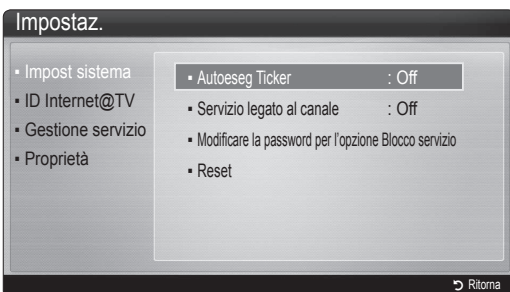 Impostaz.
▪ Impost sistema
▪ ID Internet@TV
▪ Gestione servizio
▪ Proprietà
▪ Autoeseg Ticker : Off
▪ Servizio legato al canale : Off
▪ Modificare la password per l'opzione Blocco servizio
▪ Reset
Ritorna